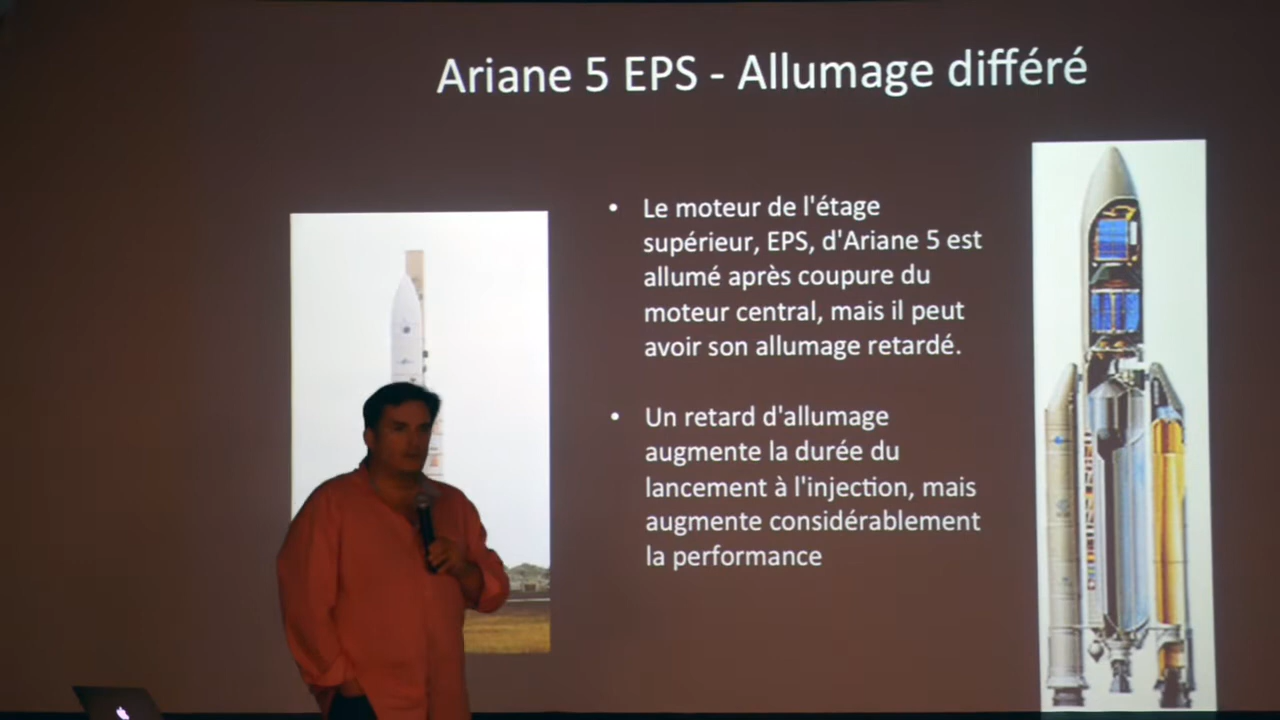 Ariane 5 EPS - Allumage différé
• Le moteur de l'étage
supérieur, EPS, d'Ariane 5 est
allumé après coupure du
moteur central, mais il peut
avoir son allumage retardé.
• Un retard d'allumage
augmente la durée du
lancement à l'injection, mais
augmente considérablement
la performance